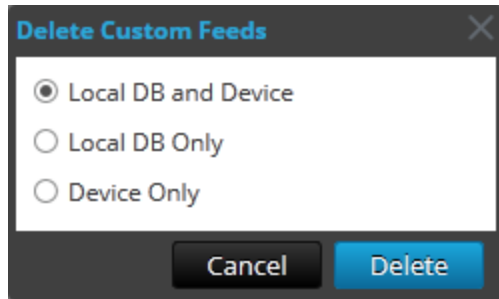 Delete Custom Feeds
Local DB and Device
Local DB Only
Device Only
Cancel Delete